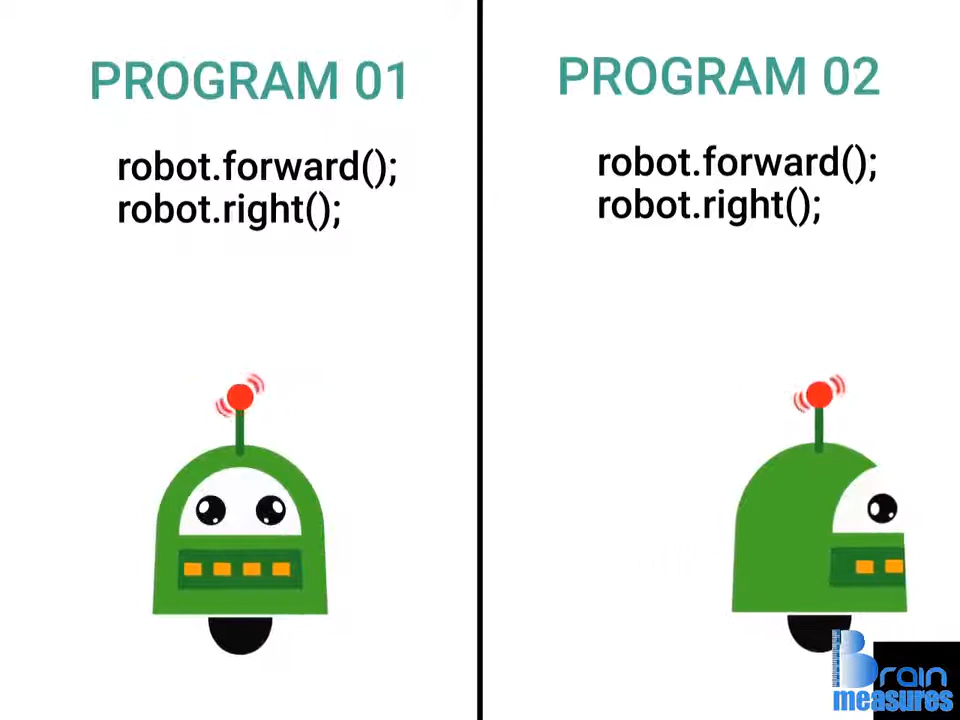 PROGRAM 01
robot.forward();
robot.right();
PROGRAM 02
robot.forward();
robot.right();
Brain
measures